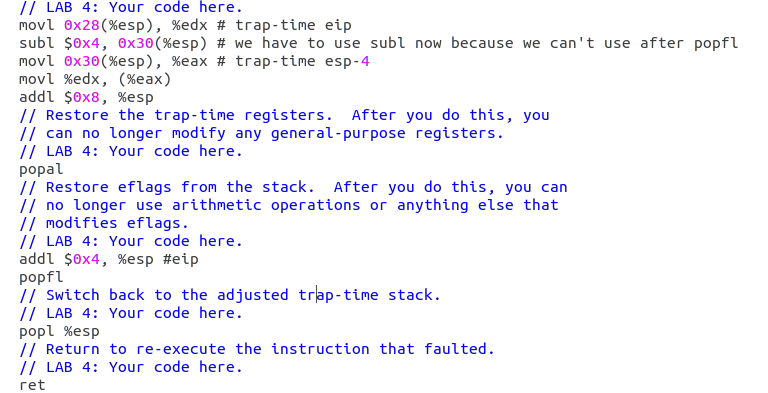 // LAB 4: Your code here.
movl 0x28(%esp), %edx # trap-time eip
subl $0x4, 0x30(%esp) # we have to use subl now because we can't use after popfl
movl 0x30(%esp), %eax # trap-time esp-4
movl %edx, (%eax)
addl $0x8, %esp
// Restore the trap-time registers.  After you do this, you
// can no longer modify any general-purpose registers.
// LAB 4: Your code here.
popal
// Restore eflags from the stack.  After you do this, you can
// no longer use arithmetic operations or anything else that
// modifies eflags.
// LAB 4: Your code here.
addl $0x4, %esp #eip
popfl
// Switch back to the adjusted trap-time stack.
// LAB 4: Your code here.
popl %esp
// Return to re-execute the instruction that faulted.
// LAB 4: Your code here.
ret